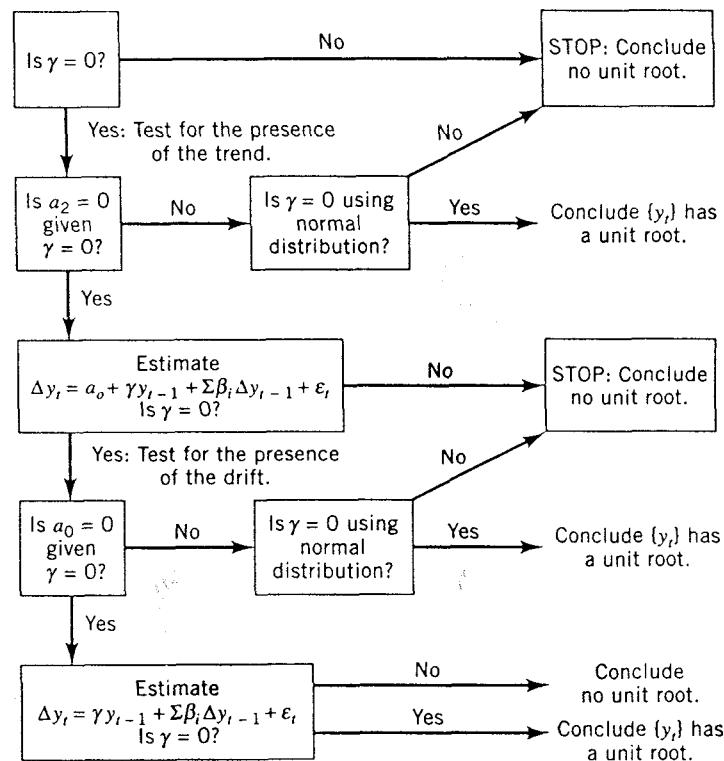 Is γ = 0?
No
STOP: Conclude
no unit root.
Yes: Test for the presence
of the trend.
No
Is a₂ = 0
given
γ = 0?
No
Is γ = 0 using
normal
distribution?
Yes
Conclude {yₜ} has
a unit root.
Yes
Estimate
Δyₜ = aₒ + γyₜ₋₁ + Σβᵢ Δyₜ₋₁ + εₜ
Is γ = 0?
No
STOP: Conclude
no unit root.
Yes: Test for the presence
of the drift.
No
Is a₀ = 0
given
γ = 0?
No
Is γ = 0 using
normal
distribution?
Yes
Conclude {yₜ} has
a unit root.
Yes
Estimate
Δyₜ = γyₜ₋₁ + Σβᵢ Δyₜ₋₁ + εₜ
Is γ = 0?
No
Conclude
no unit root.
Yes
Conclude {yₜ} has
a unit root.